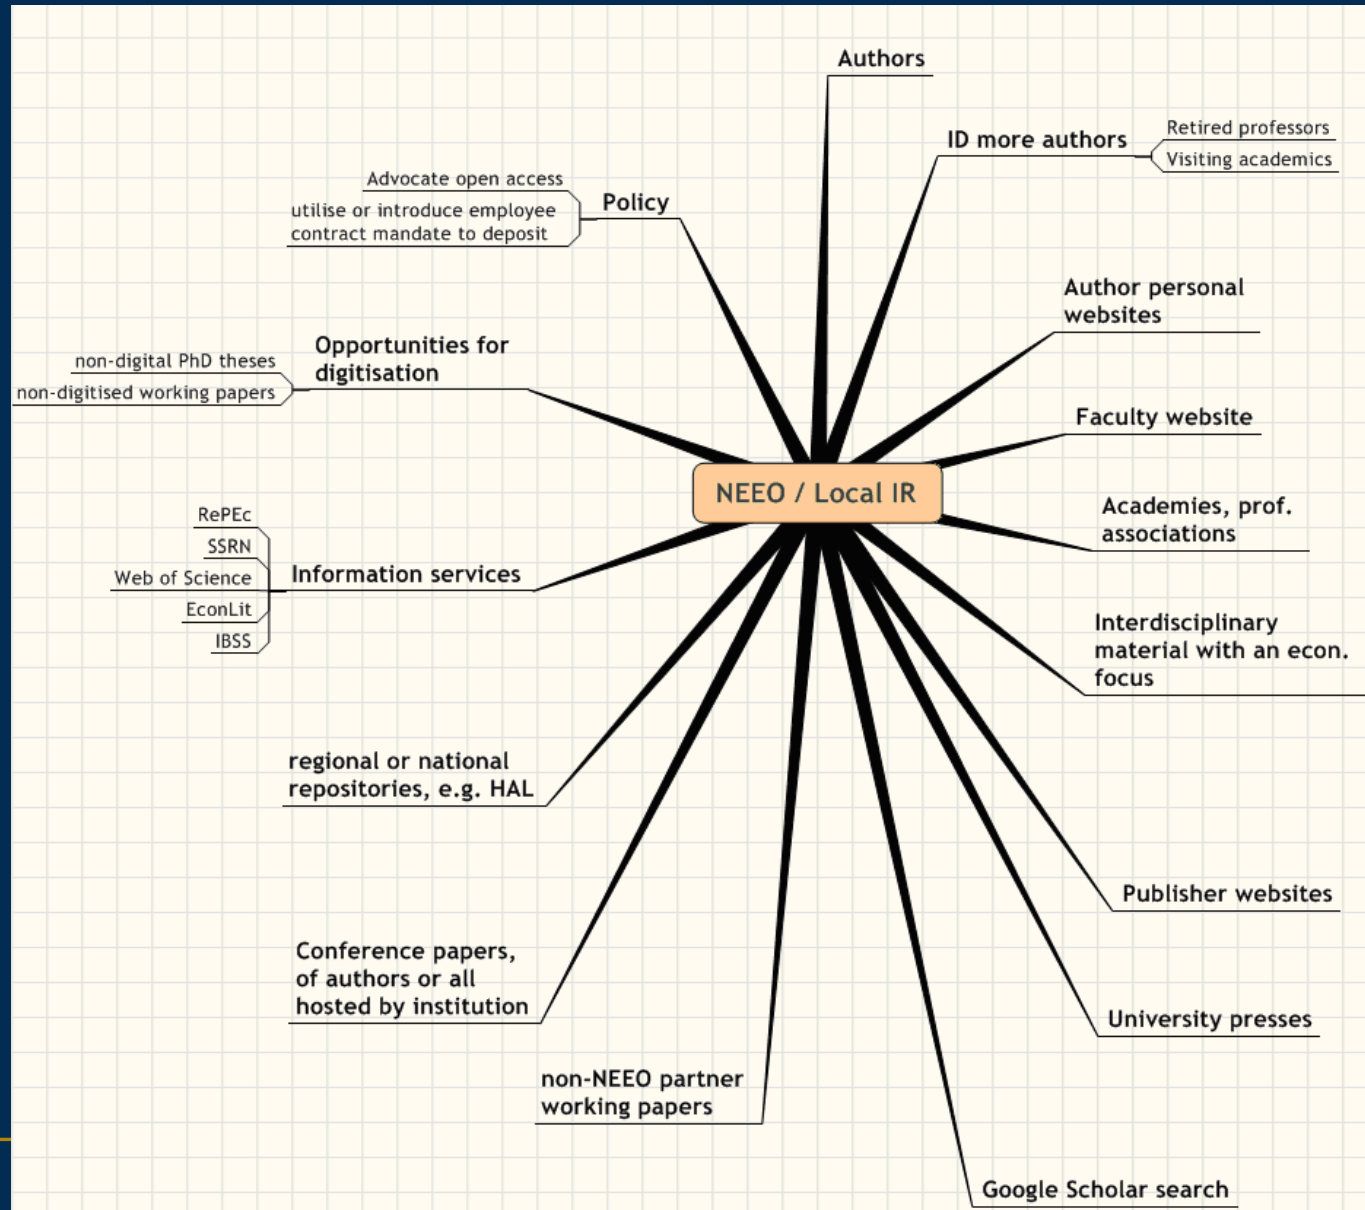 Authors
ID more authors
Retired professors
Visiting academics
Author personal
websites
Faculty website
Academies, prof.
associations
Interdisciplinary
material with an econ.
focus
Publisher websites
University presses
Google Scholar search
non-NEEO partner
working papers
Conference papers,
of authors or all
hosted by institution
regional or national
repositories, e.g. HAL
Information services
RePEc
SSRN
Web of Science
EconLit
IBSS
Opportunities for
digitisation
non-digital PhD theses
non-digitised working papers
Policy
Advocate open access
utilise or introduce employee
contract mandate to deposit
NEEO / Local IR